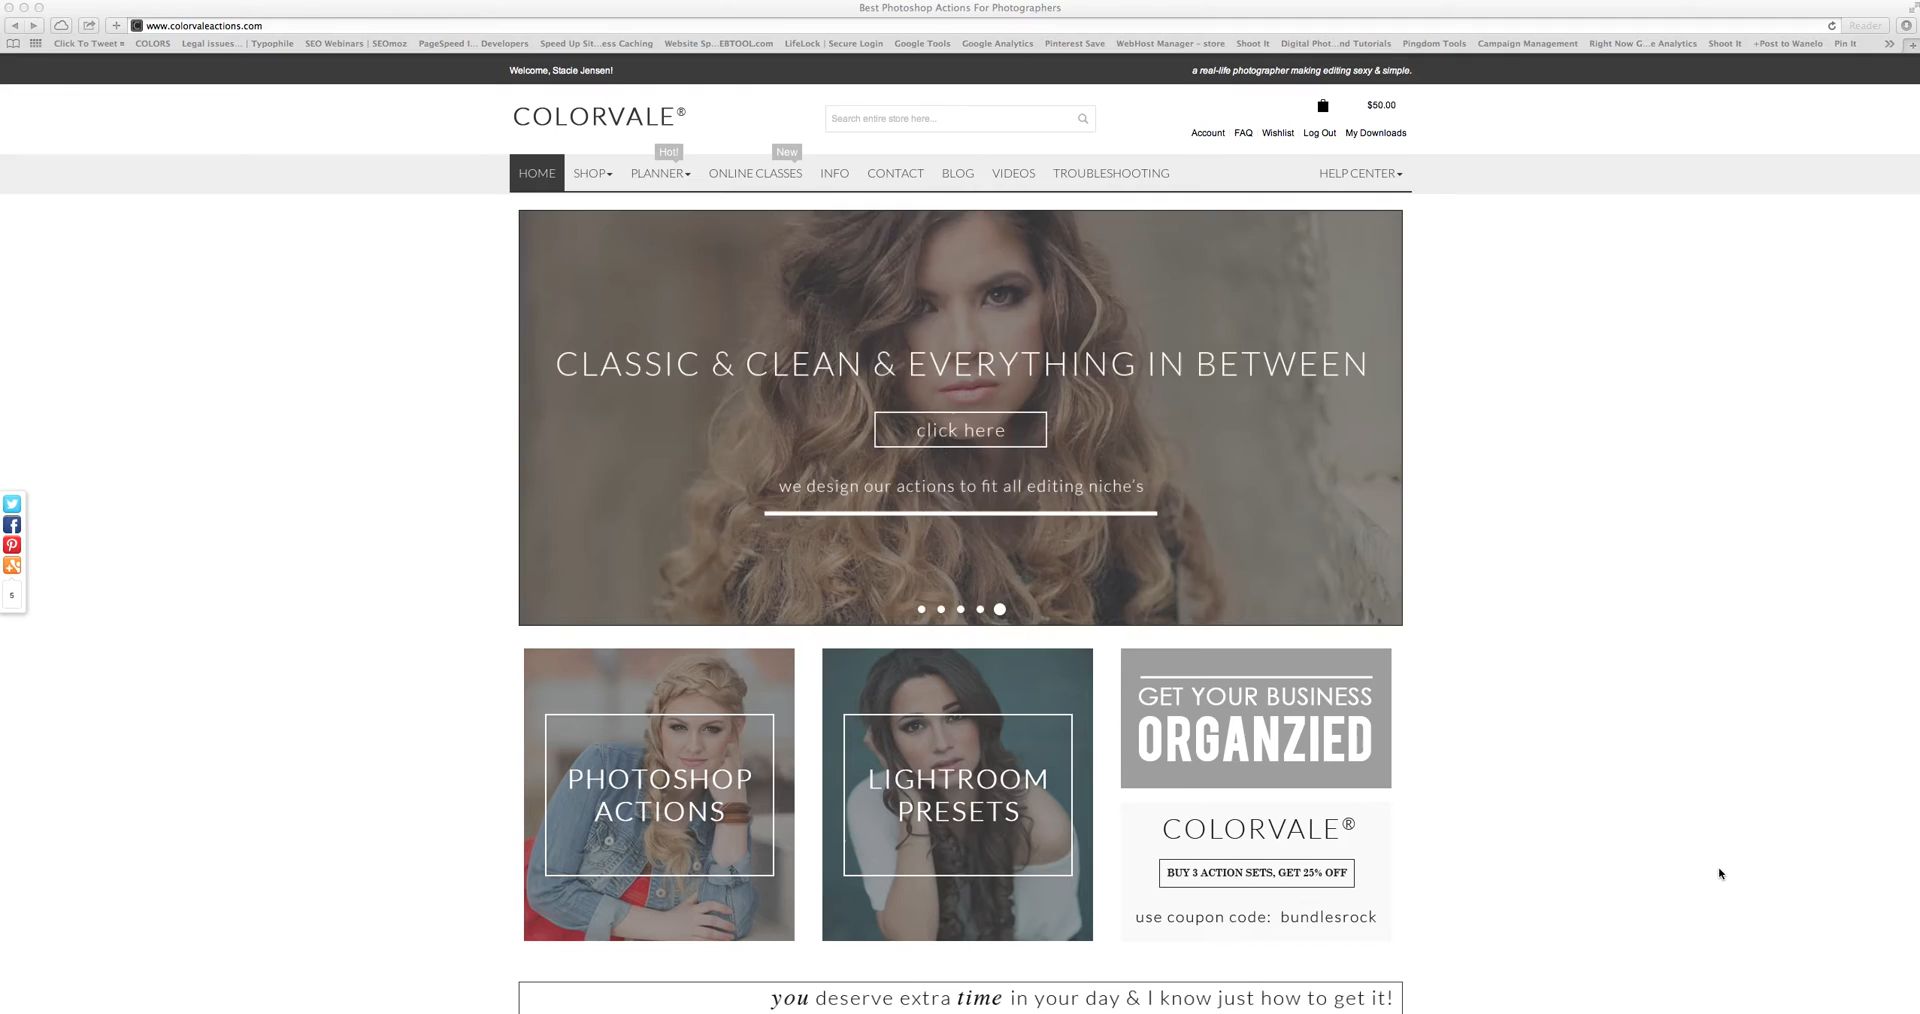 Best Photoshop Actions For Photographers
www.colorvaleactions.com
Reader
Click To Tweet
COLORS
Legal issues... | Typophile
SEO Webinars | SEOmoz
PageSpeed I... Developers
Speed Up Sit...ess Caching
Website Sp...EBTOOL.com
LifeLock | Secure Login
Google Tools
Google Analytics
Pinterest Save
WebHost Manager – store
Shoot It
Digital Phot...nd Tutorials
Pingdom Tools
Campaign Management
Right Now G...e Analytics
Shoot It
+Post to Wanelo
Pin It
Welcome, Stacie Jensen!
a real-life photographer making editing sexy & simple.
COLORVALE®
Search entire store here...
$50.00
Account FAQ Wishlist Log Out My Downloads
Hot!
New
HOME SHOP PLANNER ONLINE CLASSES INFO CONTACT BLOG VIDEOS TROUBLESHOOTING HELP CENTER
CLASSIC & CLEAN & EVERYTHING IN BETWEEN
click here
we design our actions to fit all editing niche's
5
PHOTOSHOP
ACTIONS
LIGHTROOM
PRESETS
GET YOUR BUSINESS
ORGANZIED
COLORVALE®
BUY 3 ACTION SETS, GET 25% OFF
use coupon code: bundlesrock
you deserve extra time in your day & I know just how to get it!